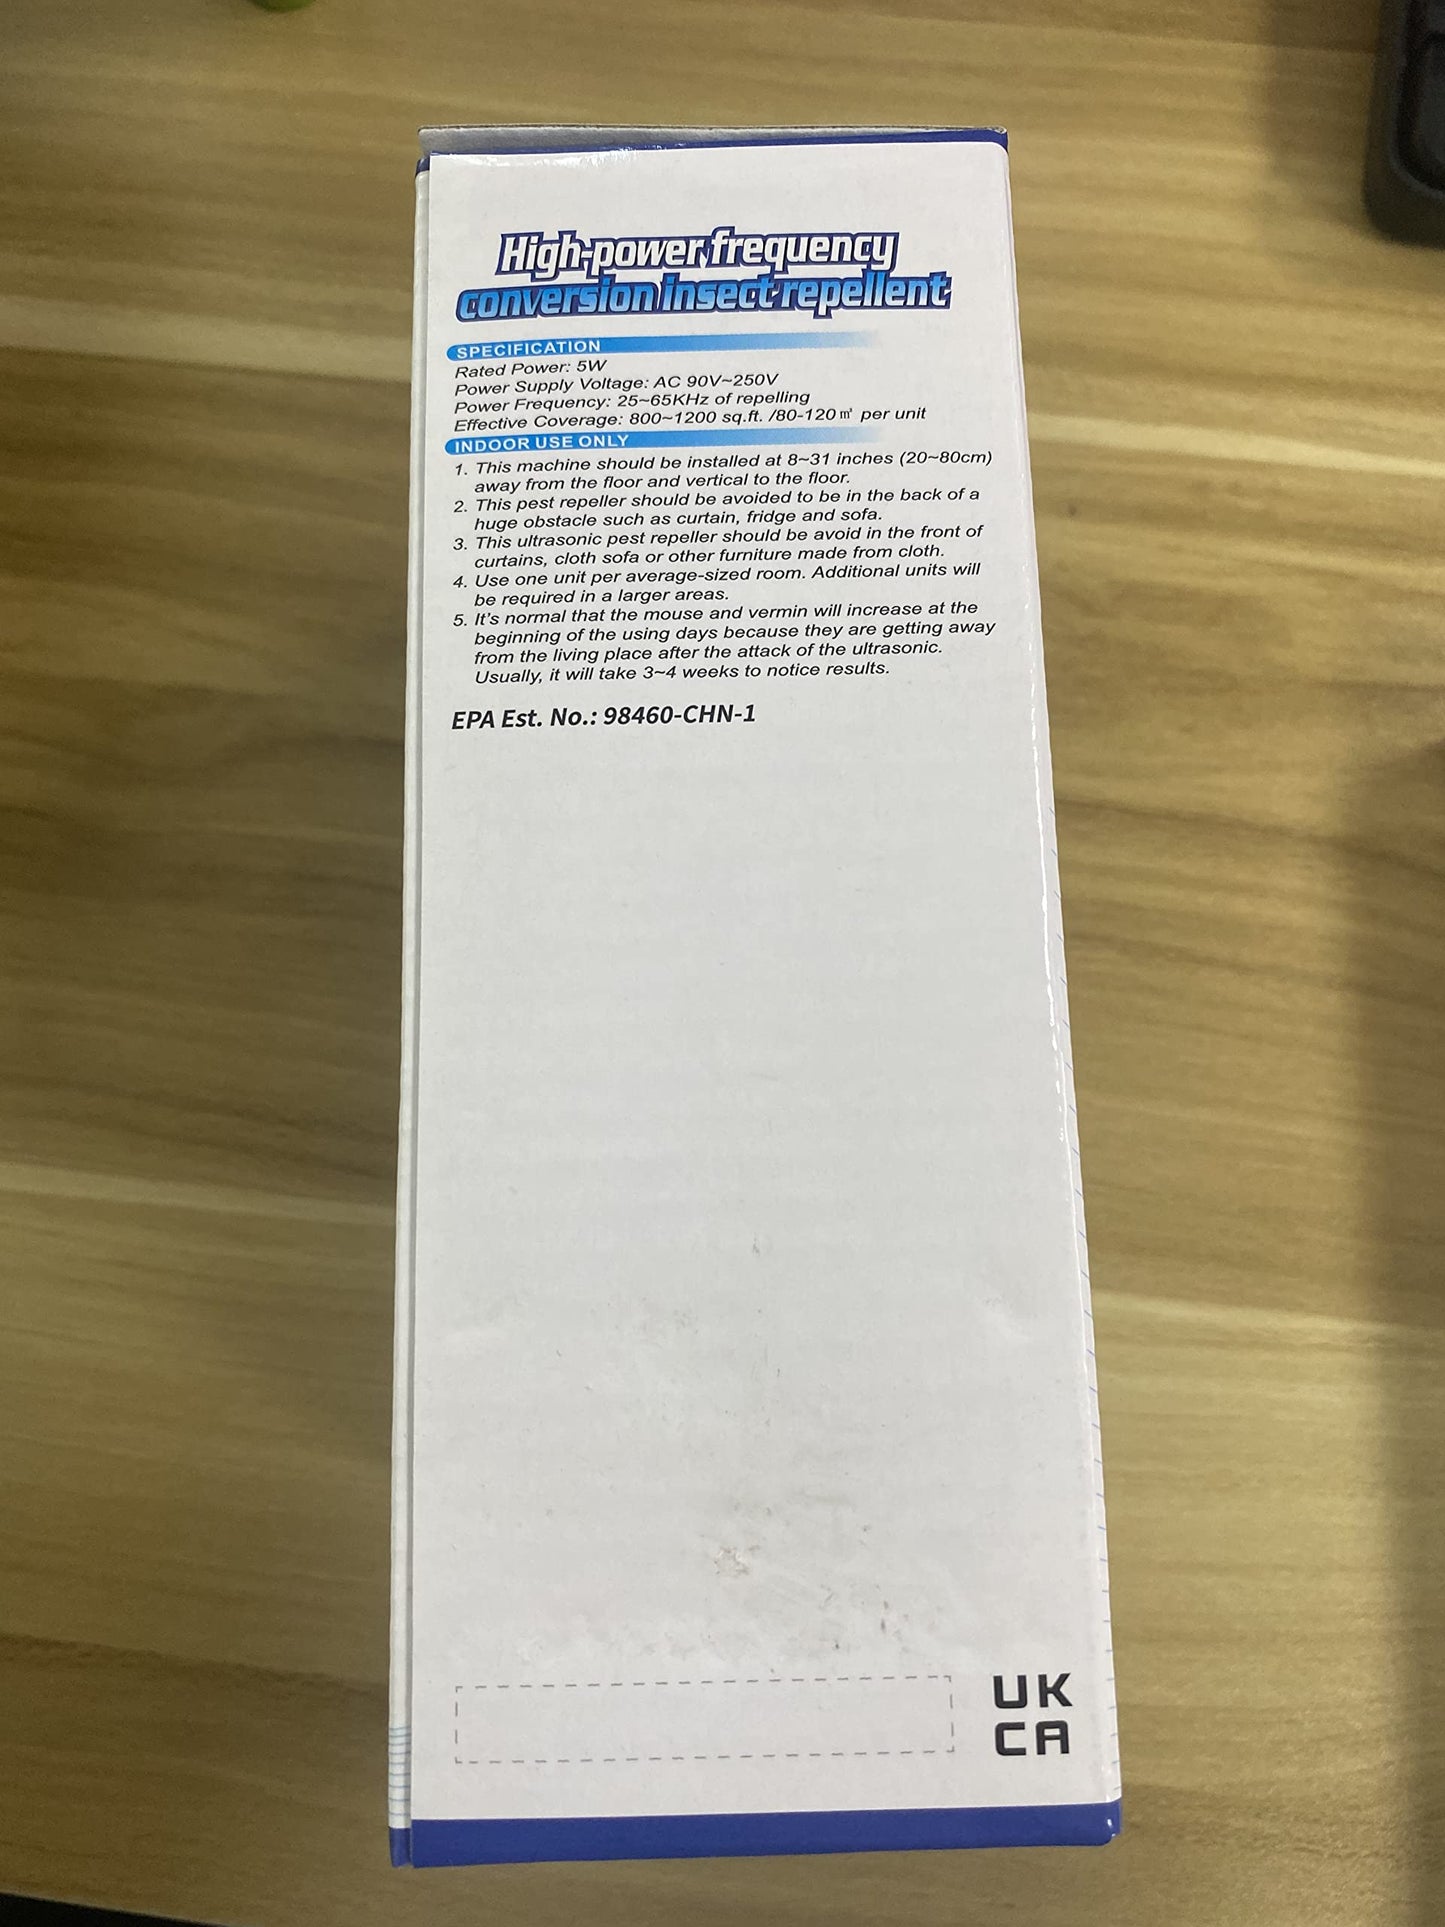 High-power frequency
conversion insect repellent
SPECIFICATION
Rated Power: 5W
Power Supply Voltage: AC 90V~250V
Power Frequency: 25~65KHz of repelling
Effective Coverage: 800~1200 sq.ft. /80-120㎡ per unit
INDOOR USE ONLY
1. This machine should be installed at 8~31 inches (20~80cm)
away from the floor and vertical to the floor.
2. This pest repeller should be avoided to be in the back of a
huge obstacle such as curtain, fridge and sofa.
3. This ultrasonic pest repeller should be avoid in the front of
curtains, cloth sofa or other furniture made from cloth.
4. Use one unit per average-sized room. Additional units will
be required in a larger areas.
5. It's normal that the mouse and vermin will increase at the
beginning of the using days because they are getting away
from the living place after the attack of the ultrasonic.
Usually, it will take 3~4 weeks to notice results.
EPA Est. No.: 98460-CHN-1
UK
CA